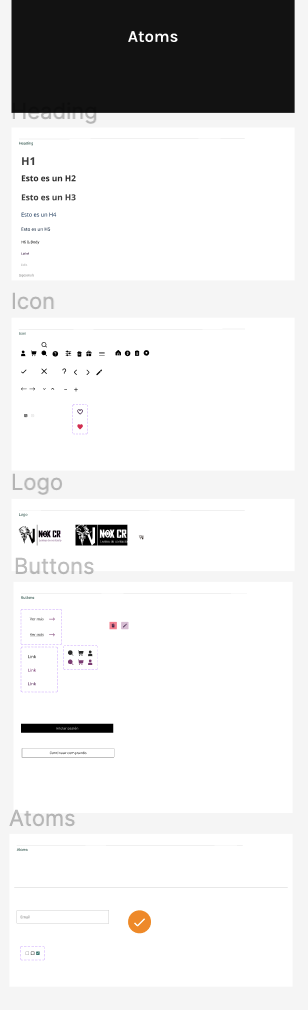 Atoms
Heading
Heading
H1
Esto es un H2
Esto es un H3
Esto es un H4
Esto es un H5
H6 & Body
Label
Icon
Icon
Logo
Logo
NOX CR
NOX CR
Buttons
Buttons
Ver más
Ver más
Link
Link
Link
Iniciar sesión
Continuar comprando
Atoms
Atoms
Email